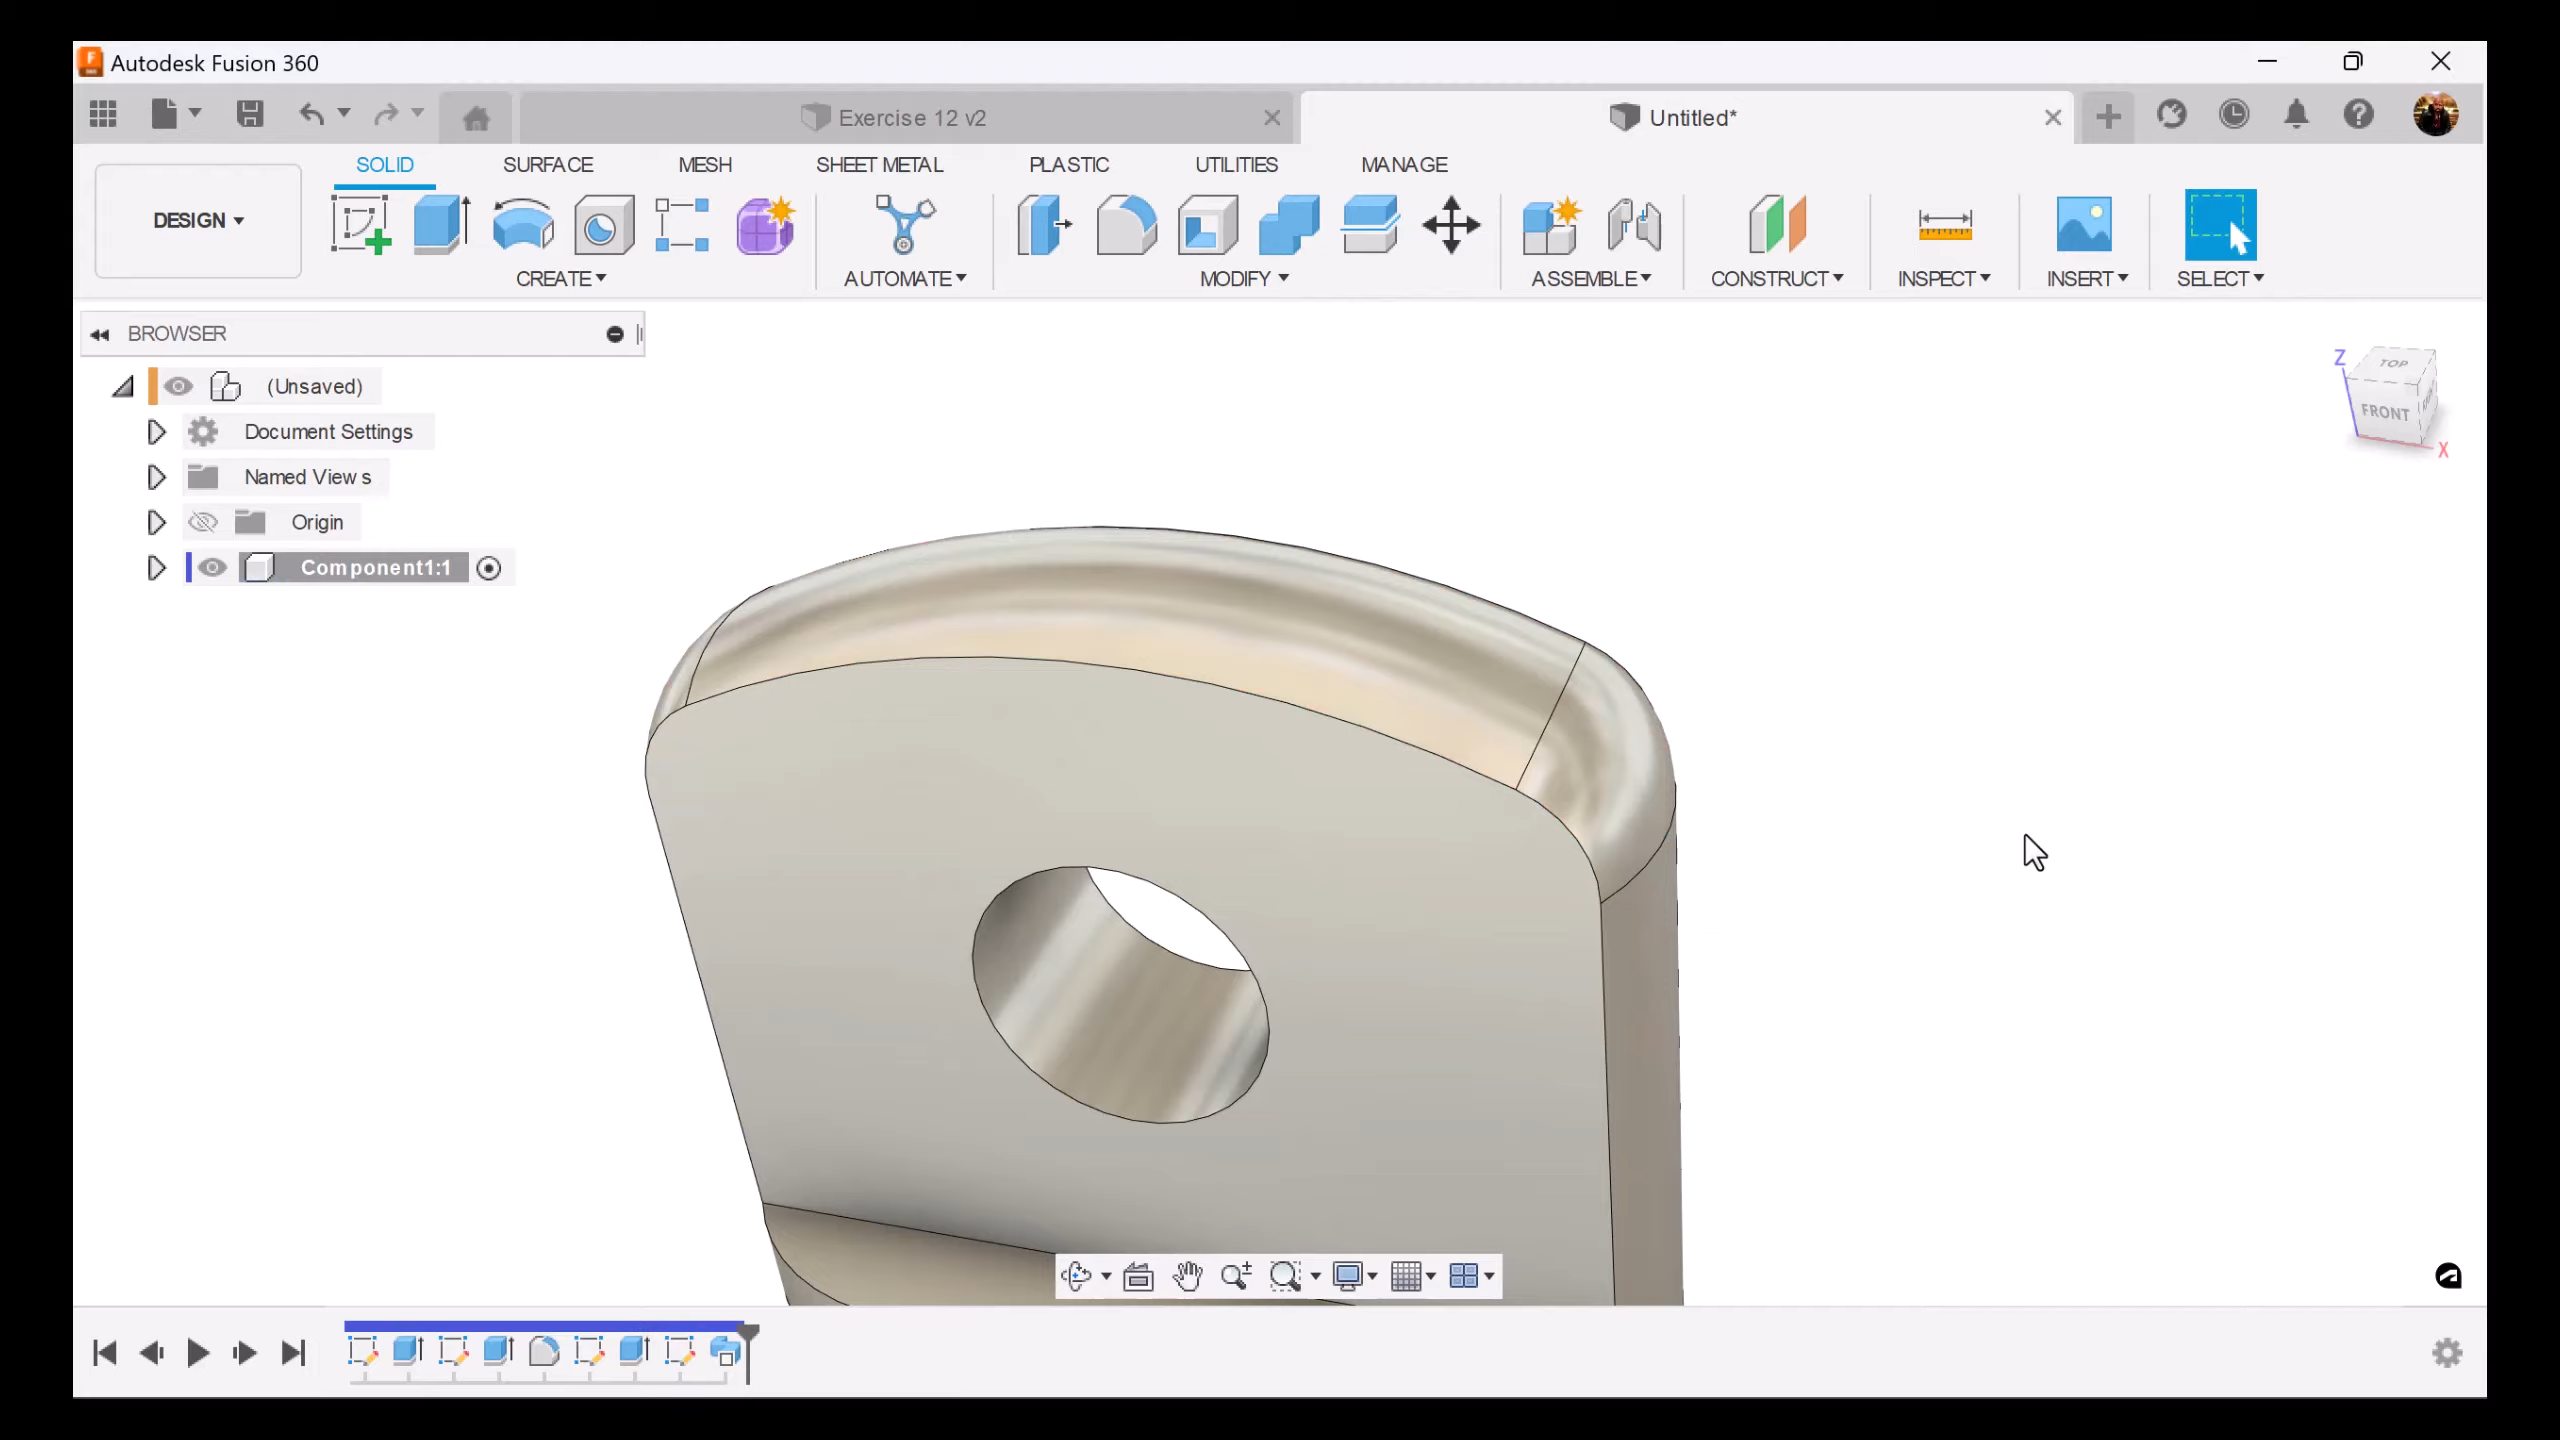 Autodesk Fusion 360
Exercise 12 v2
Untitled*
DESIGN
SOLID
SURFACE
MESH
SHEET METAL
PLASTIC
UTILITIES
MANAGE
CREATE
AUTOMATE
MODIFY
ASSEMBLE
CONSTRUCT
INSPECT
INSERT
SELECT
BROWSER
(Unsaved)
Document Settings
Named Views
Origin
Component1:1
Z
TOP
FRONT
X